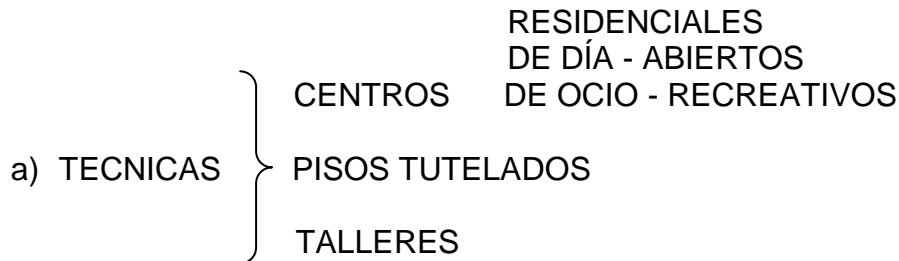 RESIDENCIALES
DE DÍA - ABIERTOS
CENTROS DE OCIO - RECREATIVOS
a) TECNICAS PISOS TUTELADOS
TALLERES